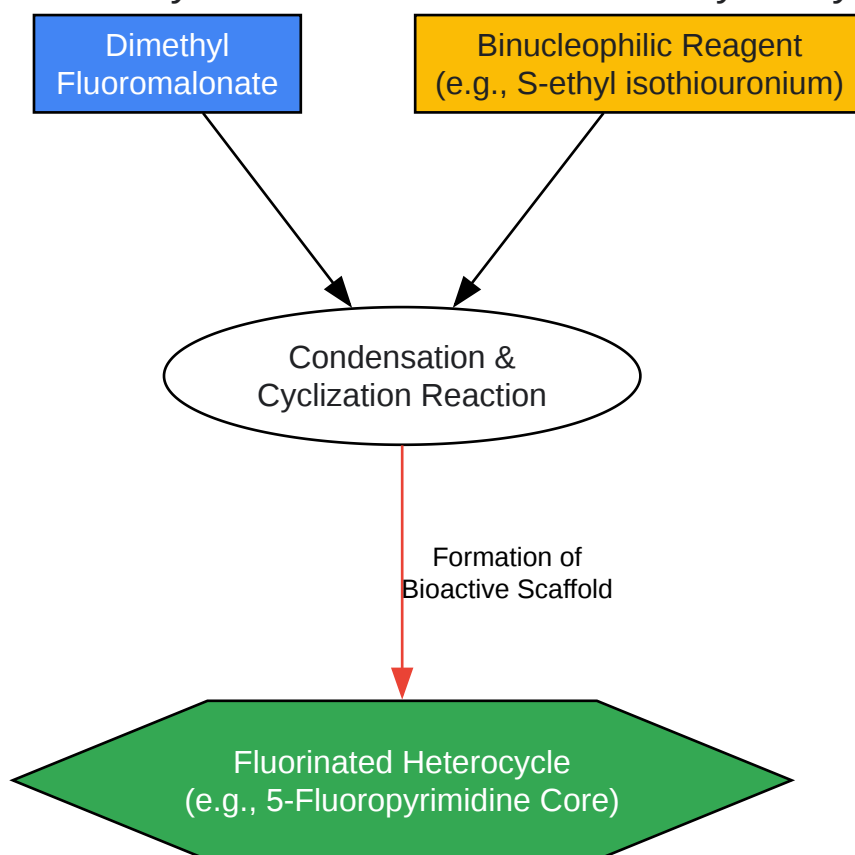 Dimethyl
Fluoromalonate
Binucleophilic Reagent
(e.g., S-ethyl isothiouronium)
Condensation &
Cyclization Reaction
Formation of
Bioactive Scaffold
Fluorinated Heterocycle
(e.g., 5-Fluoropyrimidine Core)